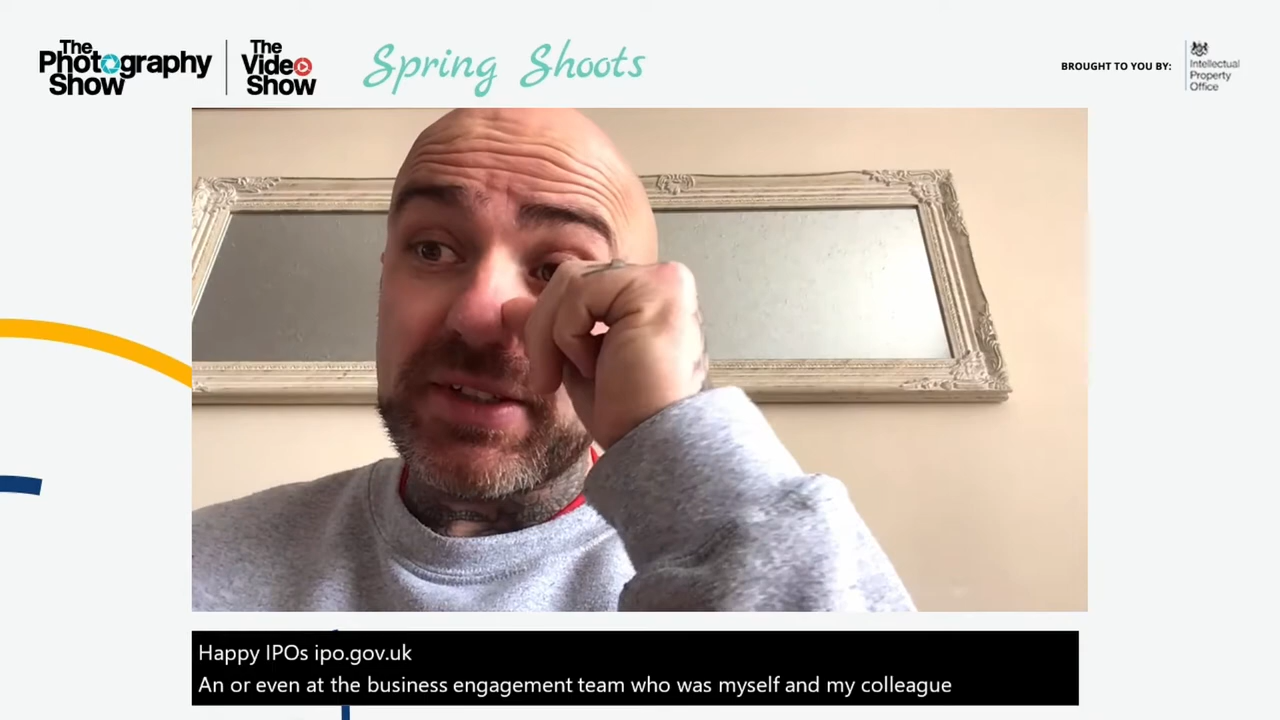 The
Photography
Show
The
Video
Show
Spring Shoots
BROUGHT TO YOU BY:
Intellectual
Property
Office
Happy IPOs ipo.gov.uk
An or even at the business engagement team who was myself and my colleague